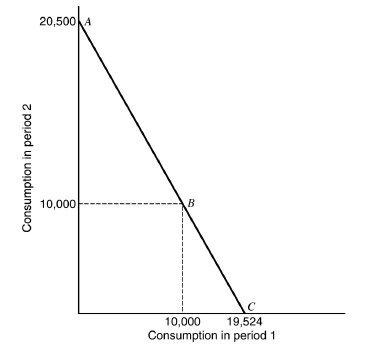 20,500 A
Consumption in period 2
10,000 B
C
10,000 19,524
Consumption in period 1